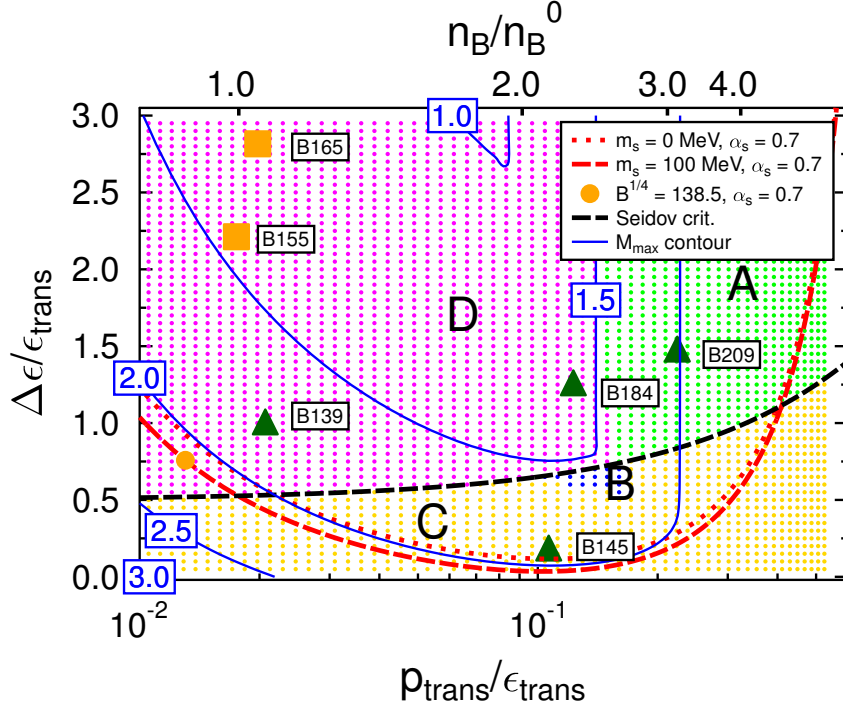 n_B/n_B^0
1.0 2.0 3.0 4.0
3.0
2.5
2.0
1.5
1.0
0.5
0.0
Δϵ/ϵ_trans
1.0
m_s = 0 MeV, α_s = 0.7
m_s = 100 MeV, α_s = 0.7
B^1/4 = 138.5, α_s = 0.7
Seidov crit.
M_max contour
B165
B155
A
D
1.5
B209
2.0
B184
B139
B
C
2.5
B145
3.0
10^-2 10^-1
p_trans/ϵ_trans